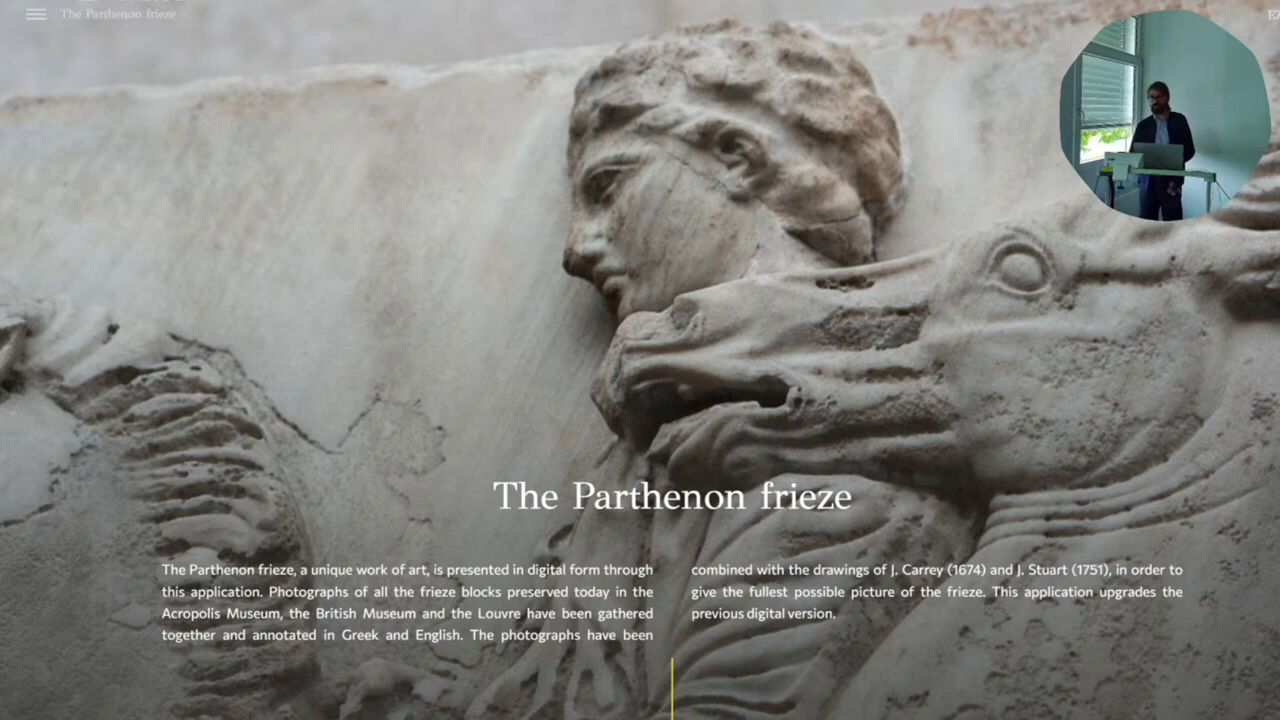 The Parthenon frieze
The Parthenon frieze
The Parthenon frieze, a unique work of art, is presented in digital form through
this application. Photographs of all the frieze blocks preserved today in the
Acropolis Museum, the British Museum and the Louvre have been gathered
together and annotated in Greek and English. The photographs have been
combined with the drawings of J. Carrey (1674) and J. Stuart (1751), in order to
give the fullest possible picture of the frieze. This application upgrades the
previous digital version.